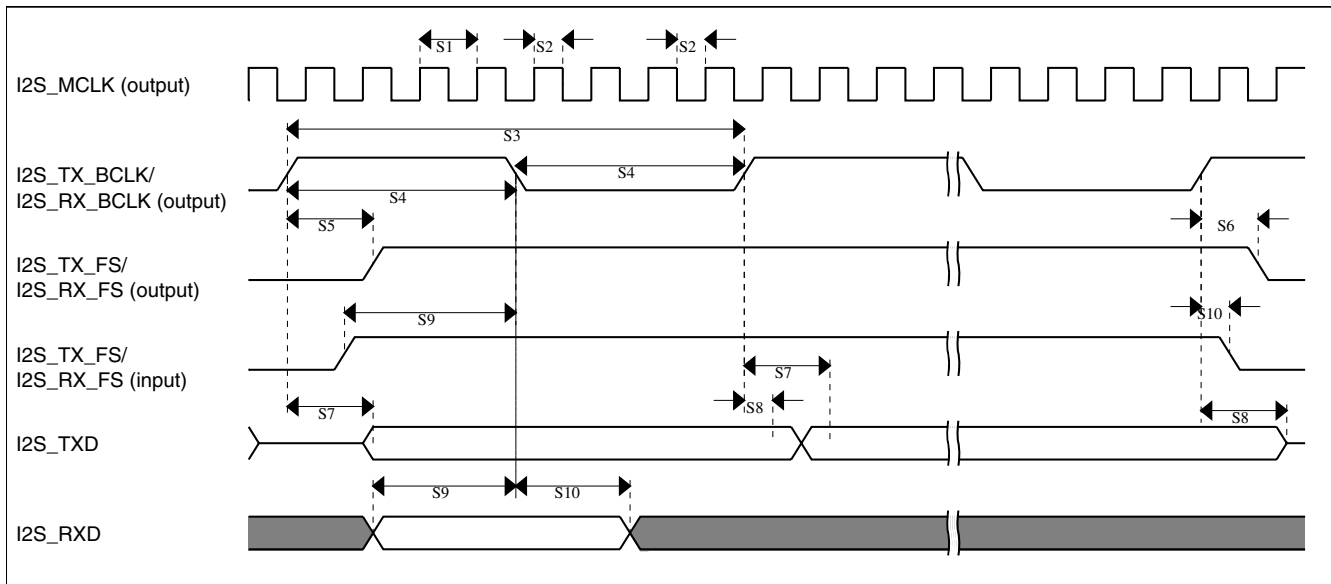 S1 S2 S2
I2S_MCLK (output)
S3
I2S_TX_BCLK/
I2S_RX_BCLK (output)
S4
S4
S5
S6
I2S_TX_FS/
I2S_RX_FS (output)
S9
S10
I2S_TX_FS/
I2S_RX_FS (input)
S7
S7
S8
S8
I2S_TXD
S9
S10
I2S_RXD